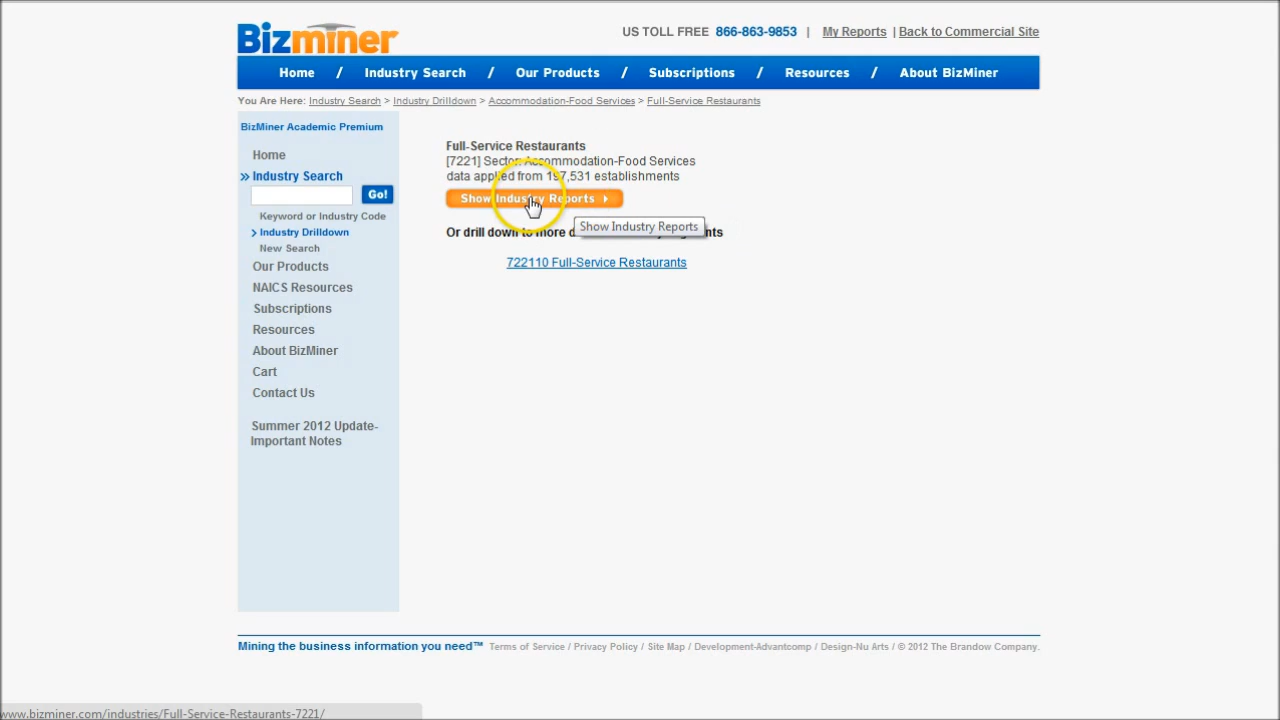 Bizminer
US TOLL FREE 866-863-9853 | My Reports | Back to Commercial Site
Home / Industry Search / Our Products / Subscriptions / Resources / About BizMiner
You Are Here: Industry Search > Industry Drilldown > Accommodation-Food Services > Full-Service Restaurants
BizMiner Academic Premium
Home
» Industry Search
Go!
Keyword or Industry Code
> Industry Drilldown
New Search
Our Products
NAICS Resources
Subscriptions
Resources
About BizMiner
Cart
Contact Us
Summer 2012 Update-
Important Notes
Full-Service Restaurants
[7221] Sector: Accommodation-Food Services
data applied from 197,531 establishments
Show Industry Reports
Show Industry Reports
Or drill down to more
722110 Full-Service Restaurants
Mining the business information you need™ Terms of Service / Privacy Policy / Site Map / Development-Advantcomp / Design-Nu Arts / © 2012 The Brandow Company.
www.bizminer.com/industries/Full-Service-Restaurants-7221/